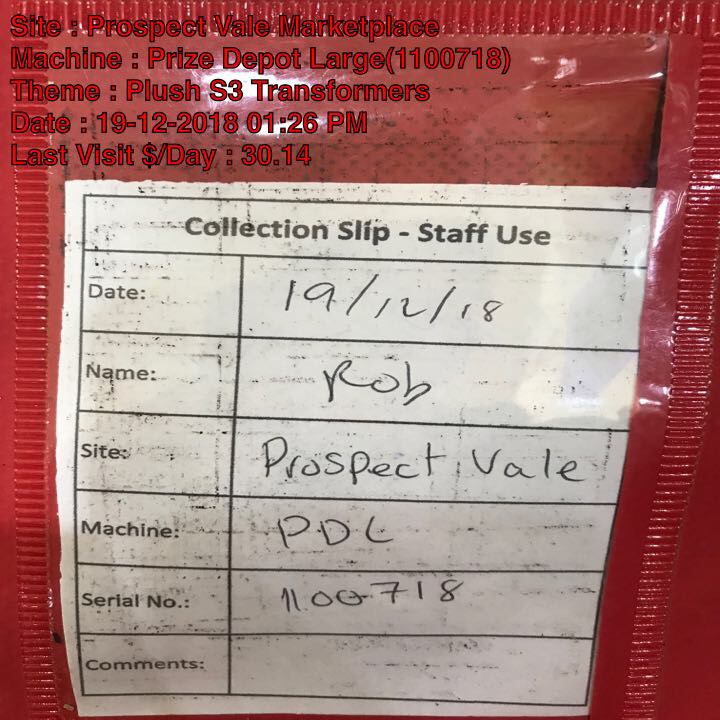 Site : Prospect Vale Marketplace
Machine : Prize Depot Large(1100718)
Theme : Plush S3 Transformers
Date : 19-12-2018 01:26 PM
Last Visit $/Day : 30.14
Collection Slip - Staff Use
Date: 19/12/18
Name: Rob
Site: Prospect Vale
Machine: PDL
Serial No.: 1100718
Comments: